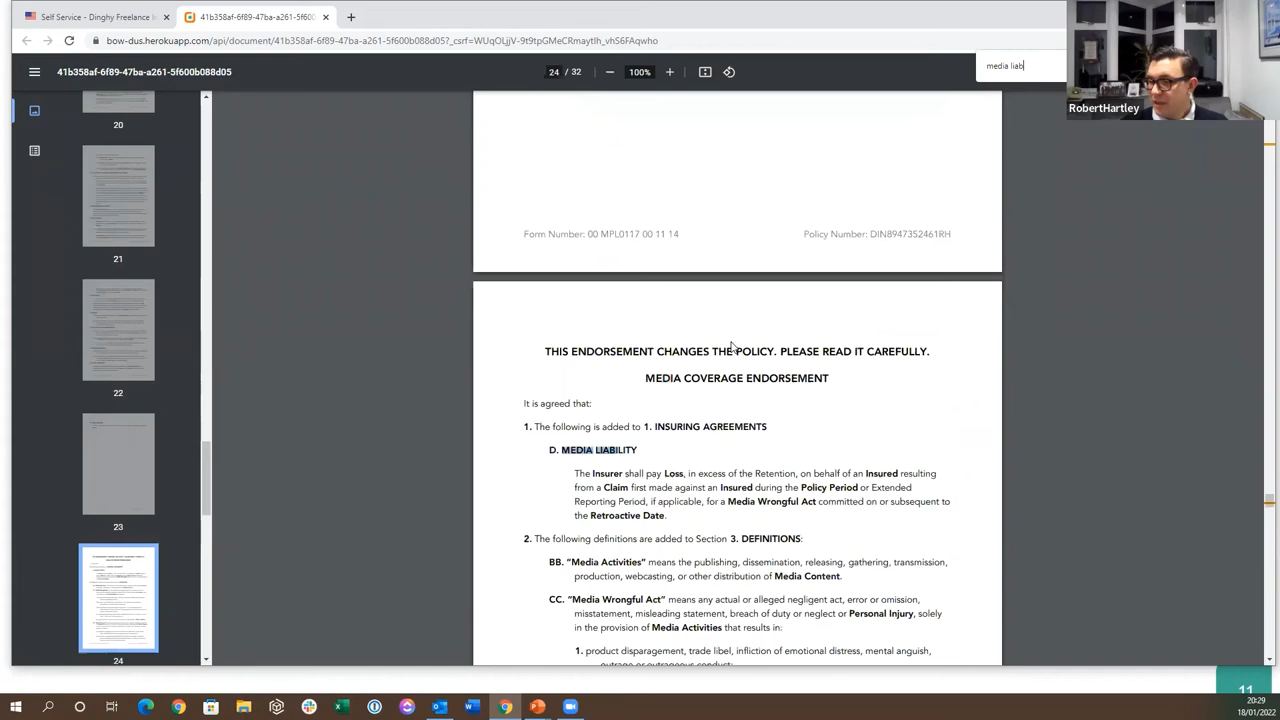 Self Service - Dinghy Freelance I
41b358af-6f89-47ba-a261-5f600
bow-dus.herokuapp.com/api/document/41b358af-6f89-47ba-a261-5f600b088d05?_csrf=WUqOLjjV-9t9tpGMeCRmaytIh_vhS6FAqwho
media liab
41b358af-6f89-47ba-a261-5f600b088d05
24 / 32
100%
RobertHartley
20
21
22
23
24
Form Number: 00 MPL0117 00 11 14
Policy Number: DIN8947352461RH
THIS ENDORSEMENT CHANGES THE POLICY. PLEASE READ IT CAREFULLY.
MEDIA COVERAGE ENDORSEMENT
It is agreed that:
1. The following is added to 1. INSURING AGREEMENTS
D. MEDIA LIABILITY
The Insurer shall pay Loss, in excess of the Retention, on behalf of an Insured resulting
from a Claim first made against an Insured during the Policy Period or Extended
Reporting Period, if applicable, for a Media Wrongful Act committed on or subsequent to
the Retroactive Date.
2. The following definitions are added to Section 3. DEFINITIONS:
BB. “Media Activities” means the publishing, dissemination, releasing, gathering, transmission,
production, webcasting, or other distribution of Media Content.
CC. “Media Wrongful Act” means any actual or alleged negligent act, error or omission,
misstatement, misleading statement, breach of duty or neglect or Personal Injury, solely
in the provision of Media Activities that results in:
1. product disparagement, trade libel, infliction of emotional distress, mental anguish,
outrage or outrageous conduct;
11
20:29
18/01/2022